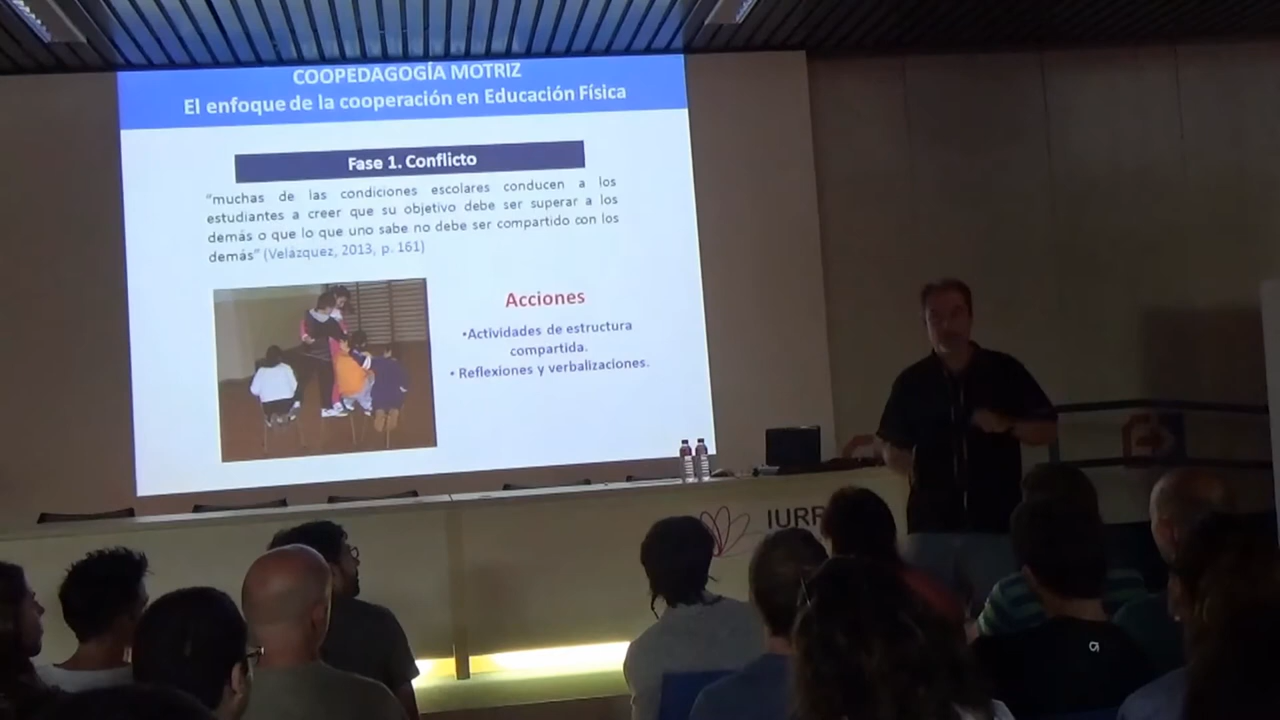 COOPEDAGOGÍA MOTRIZ
El enfoque de la cooperación en Educación Física
Fase 1. Conflicto
"muchas de las condiciones escolares conducen a los
estudiantes a creer que su objetivo debe ser superar a los
demás o que lo que uno sabe no debe ser compartido con los
demás" (Velázquez, 2013, p. 161)
Acciones
•Actividades de estructura
compartida.
• Reflexiones y verbalizaciones.